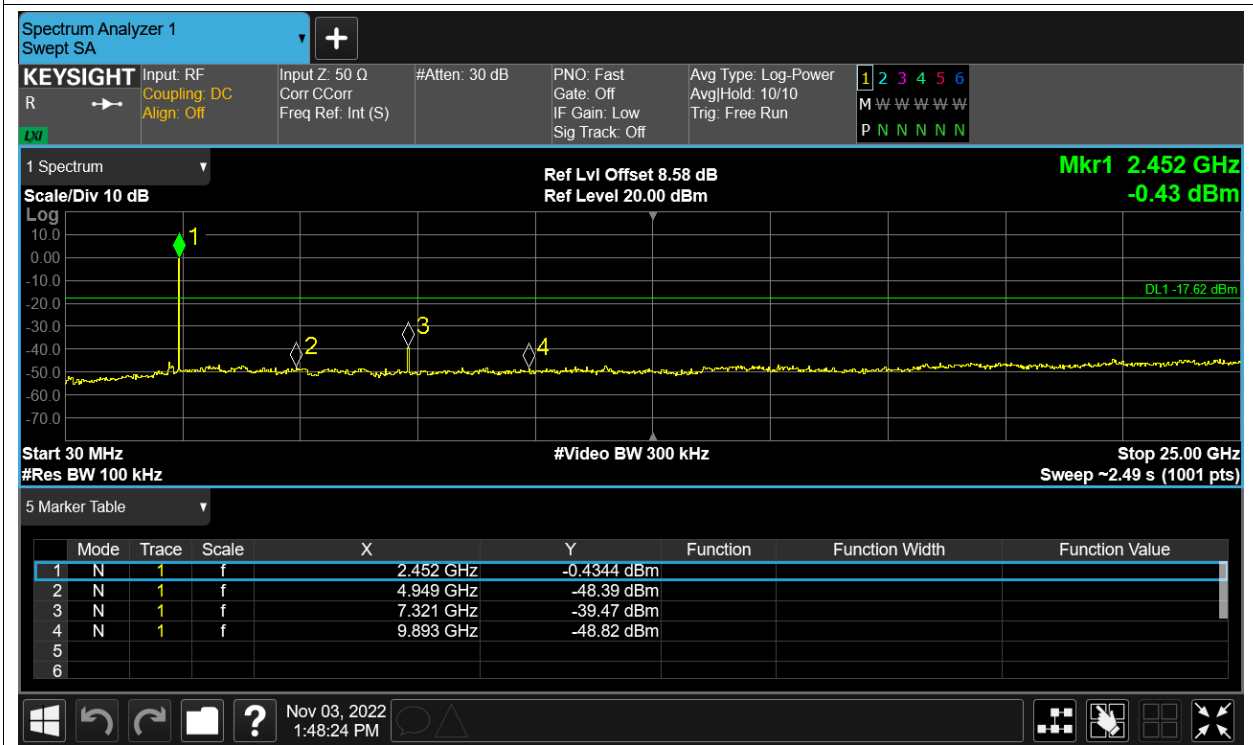 Spectrum Analyzer 1
Swept SA
KEYSIGHT Input: RF Input Z: 50 Ω #Atten: 30 dB PNO: Fast Avg Type: Log-Power 1 2 3 4 5 6
R Coupling: DC Corr CCorr Gate: Off Avg|Hold: 10/10 M W W W W W
Align: Off Freq Ref: Int (S) IF Gain: Low Trig: Free Run
LXI Sig Track: Off P N N N N N
1 Spectrum
Scale/Div 10 dB
Ref Lvl Offset 8.58 dB
Ref Level 20.00 dBm
Mkr1 2.452 GHz
-0.43 dBm
Log
10.0
0.00
-10.0
-20.0
-30.0
-40.0
-50.0
-60.0
-70.0
1
2
3
4
DL1 -17.62 dBm
Start 30 MHz #Video BW 300 kHz Stop 25.00 GHz
#Res BW 100 kHz Sweep ~2.49 s (1001 pts)
5 Marker Table
Mode Trace Scale X Y Function Function Width Function Value
1 N 1 f 2.452 GHz -0.4344 dBm
2 N 1 f 4.949 GHz -48.39 dBm
3 N 1 f 7.321 GHz -39.47 dBm
4 N 1 f 9.893 GHz -48.82 dBm
5
6
? Nov 03, 2022
1:48:24 PM